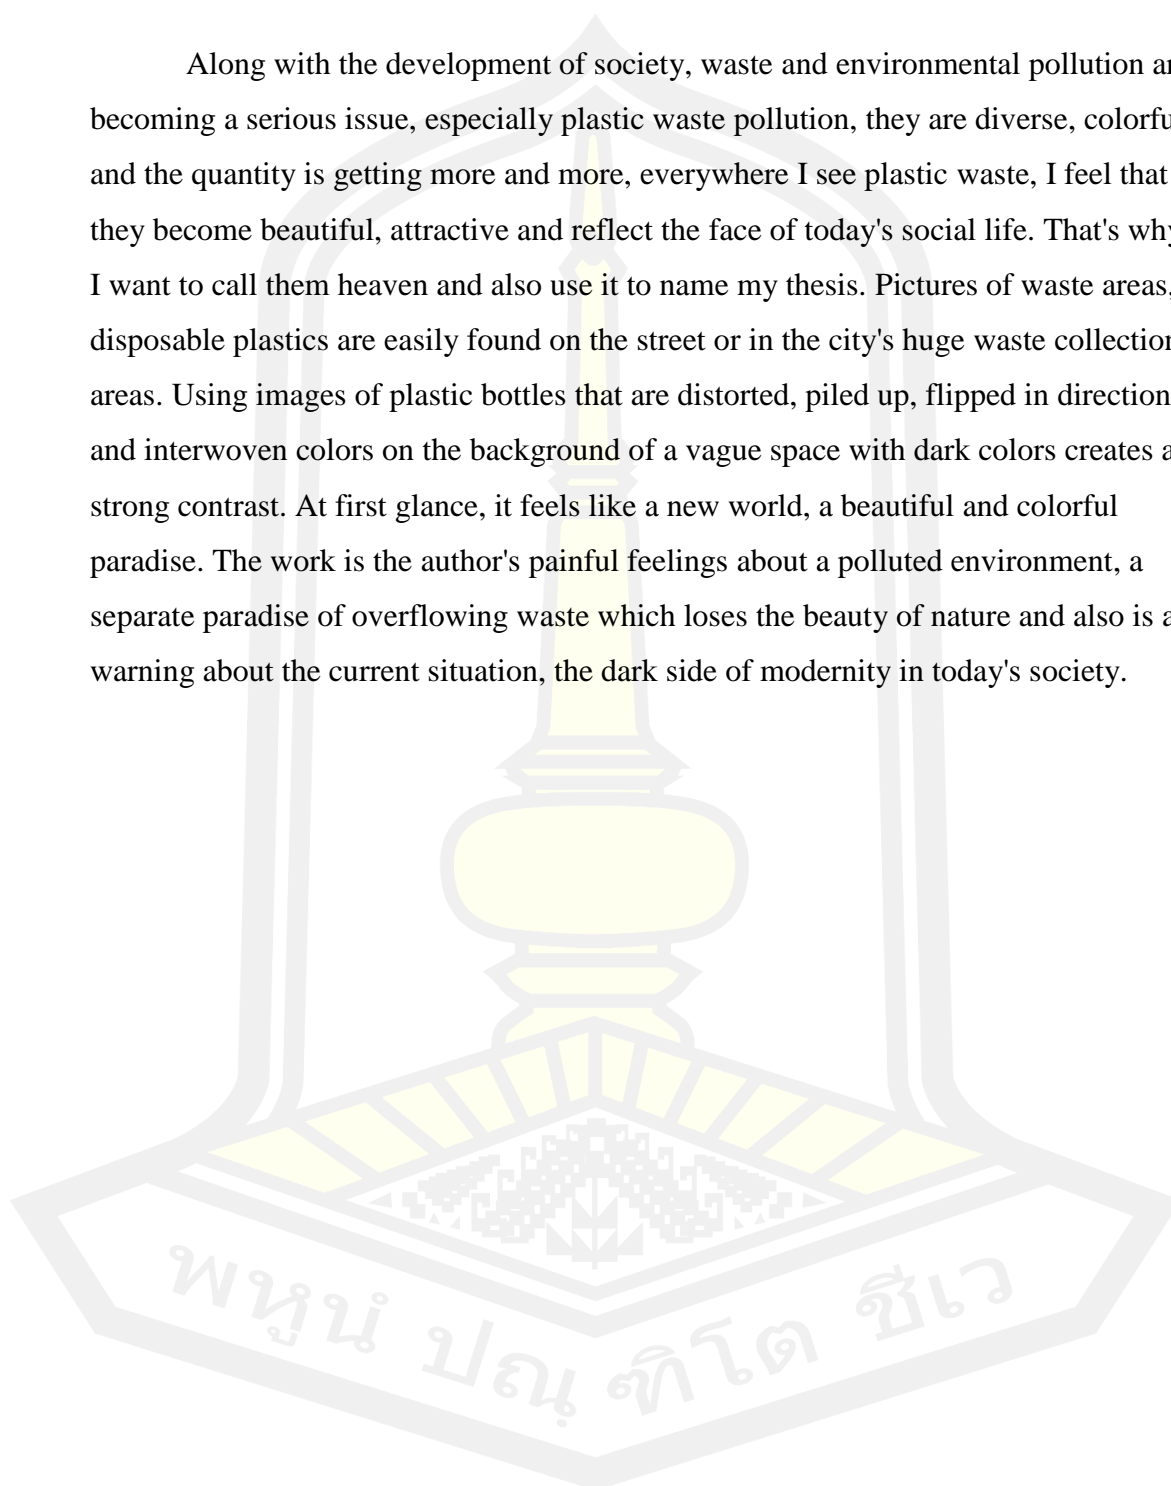 Along with the development of society, waste and environmental pollution ar
becoming a serious issue, especially plastic waste pollution, they are diverse, colorfu
and the quantity is getting more and more, everywhere I see plastic waste, I feel that
they become beautiful, attractive and reflect the face of today's social life. That's why
I want to call them heaven and also use it to name my thesis. Pictures of waste areas,
disposable plastics are easily found on the street or in the city's huge waste collection
areas. Using images of plastic bottles that are distorted, piled up, flipped in direction
and interwoven colors on the background of a vague space with dark colors creates a
strong contrast. At first glance, it feels like a new world, a beautiful and colorful
paradise. The work is the author's painful feelings about a polluted environment, a
separate paradise of overflowing waste which loses the beauty of nature and also is a
warning about the current situation, the dark side of modernity in today's society.
พหูนํ ปณฺฑิโต ชีเว